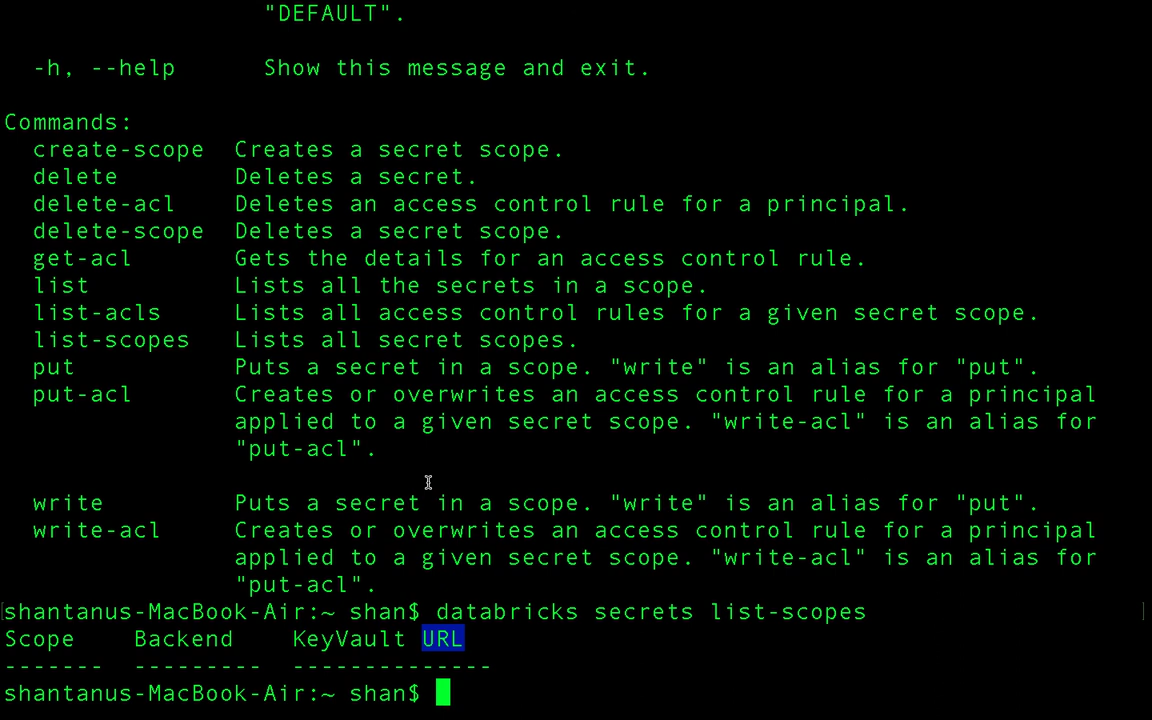 "DEFAULT".
-h, --help Show this message and exit.
Commands:
create-scope Creates a secret scope.
delete Deletes a secret.
delete-acl Deletes an access control rule for a principal.
delete-scope Deletes a secret scope.
get-acl Gets the details for an access control rule.
list Lists all the secrets in a scope.
list-acls Lists all access control rules for a given secret scope.
list-scopes Lists all secret scopes.
put Puts a secret in a scope. "write" is an alias for "put".
put-acl Creates or overwrites an access control rule for a principal
applied to a given secret scope. "write-acl" is an alias for
"put-acl".
write Puts a secret in a scope. "write" is an alias for "put".
write-acl Creates or overwrites an access control rule for a principal
applied to a given secret scope. "write-acl" is an alias for
"put-acl".
shantanus-MacBook-Air:~ shan$ databricks secrets list-scopes
Scope Backend KeyVault URL
------- --------- --------------
shantanus-MacBook-Air:~ shan$